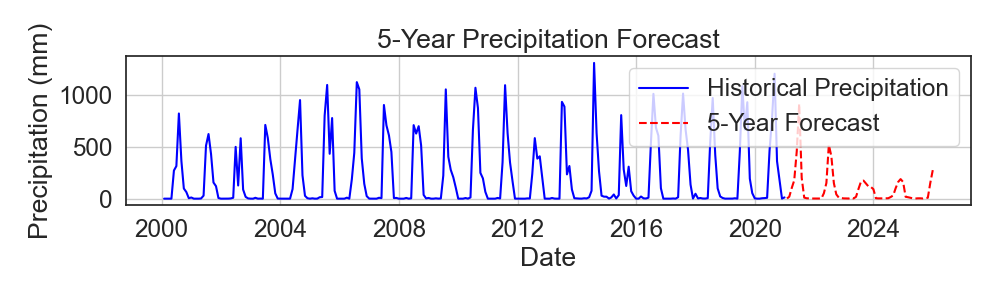 5-Year Precipitation Forecast
Precipitation (mm)
1000
500
0
Historical Precipitation
5-Year Forecast
2000 2004 2008 2012 2016 2020 2024
Date